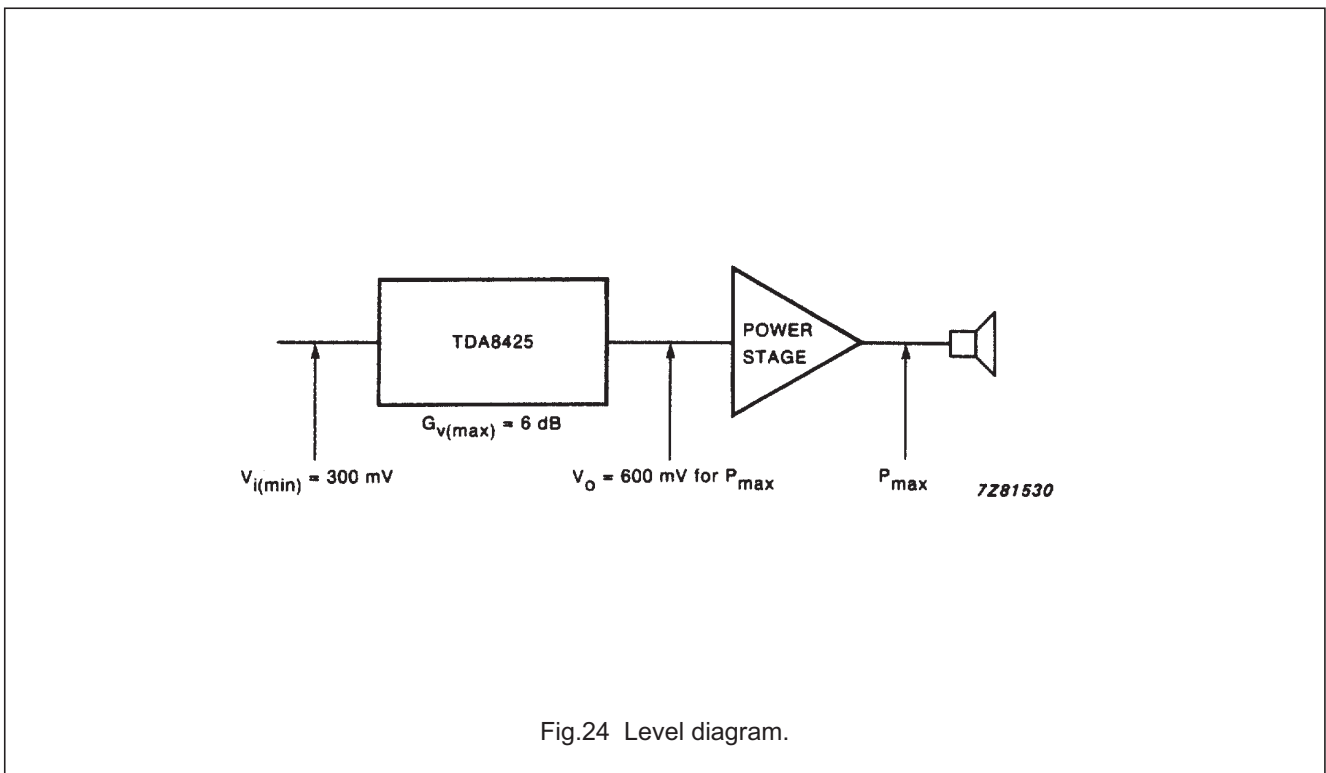 TDA8425
POWER
STAGE
Gv(max) = 6 dB
Vi(min) = 300 mV
Vo = 600 mV for Pmax
Pmax
7Z81530
Fig.24 Level diagram.